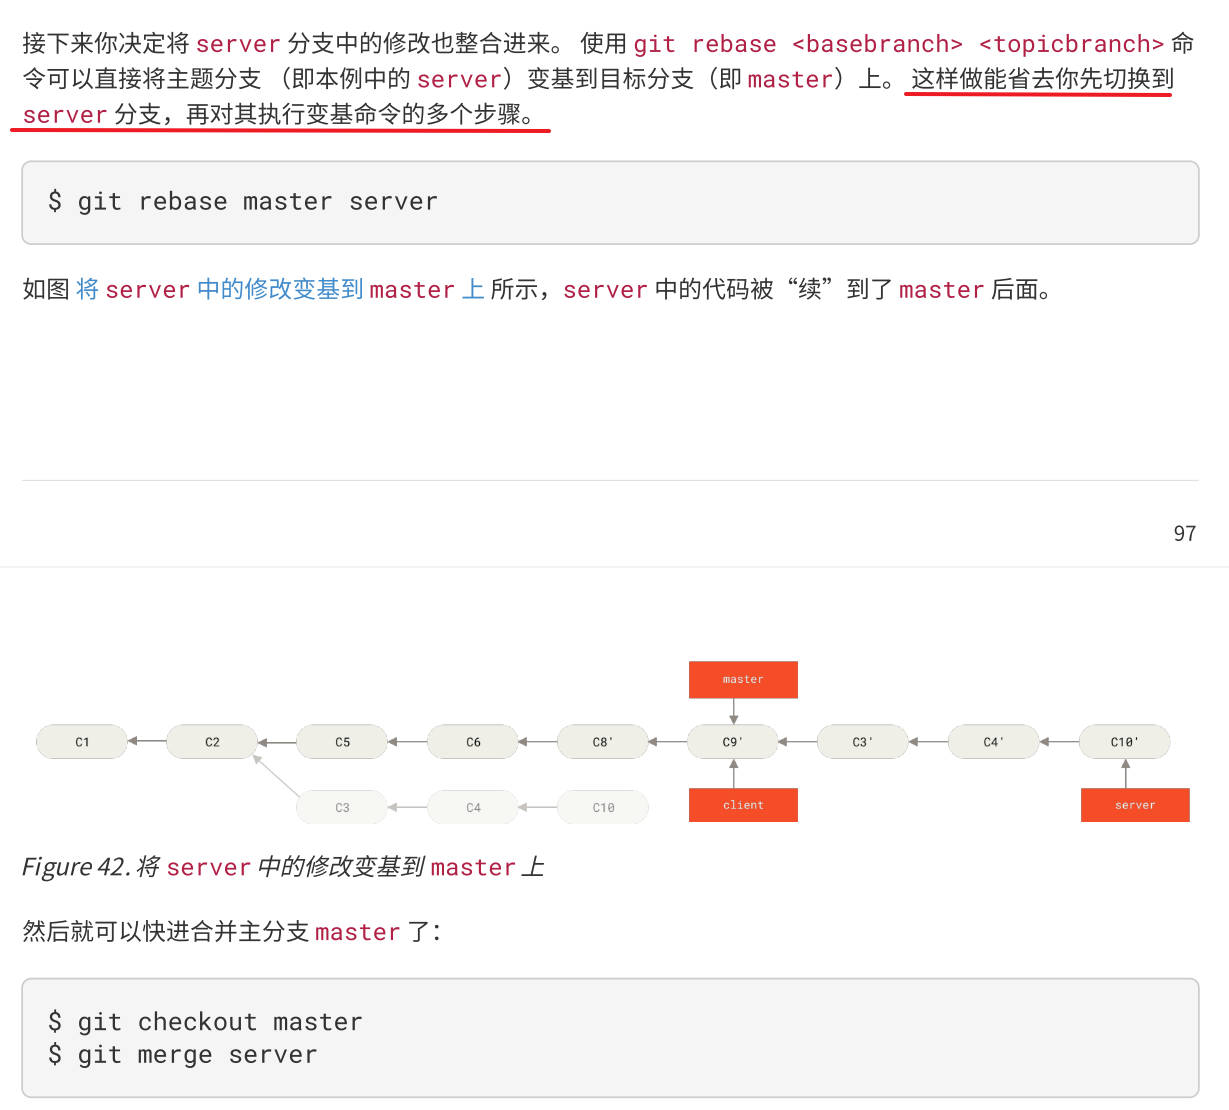 接下来你决定将 server 分支中的修改也整合进来。 使用 git rebase <basebranch> <topicbranch> 命
令可以直接将主题分支 （即本例中的 server）变基到目标分支（即 master）上。 这样做能省去你先切换到
server 分支，再对其执行变基命令的多个步骤。
$ git rebase master server
如图 将 server 中的修改变基到 master 上 所示，server 中的代码被“续”到了 master 后面。
97
master
C1 C2 C5 C6 C8' C9' C3' C4' C10'
C3 C4 C10 client server
Figure 42. 将 server 中的修改变基到 master 上
然后就可以快进合并主分支 master 了：
$ git checkout master
$ git merge server